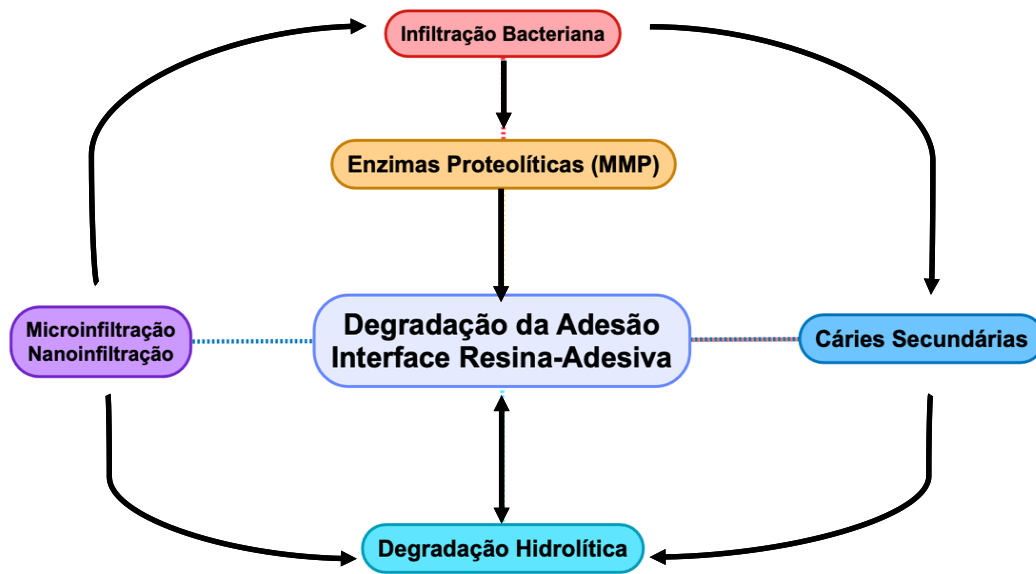 Infiltração Bacteriana
Enzimas Proteolíticas (MMP)
Microinfiltração
Nanoinfiltração
Degradação da Adesão
Interface Resina-Adesiva
Cáries Secundárias
Degradação Hidrolítica